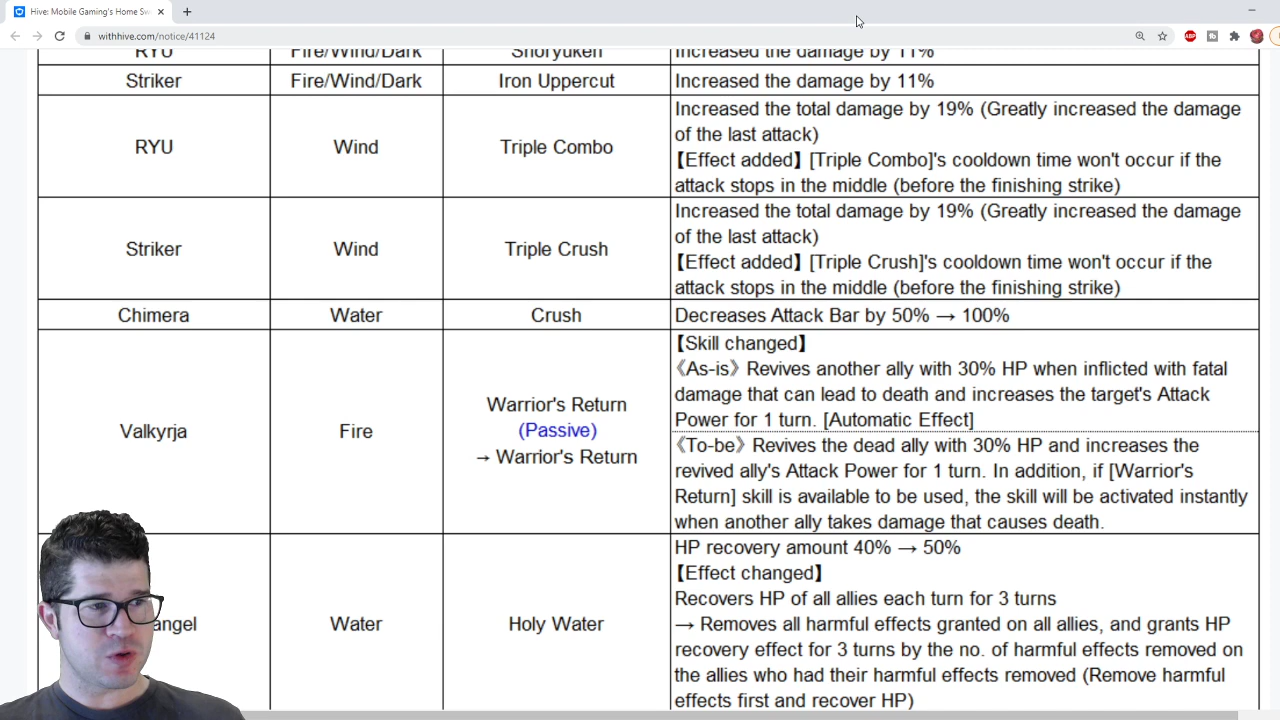 Hive: Mobile Gaming's Home Sw
withhive.com/notice/41124
ABP
RYU Fire/Wind/Dark Shoryuken Increased the damage by 11%
Striker Fire/Wind/Dark Iron Uppercut Increased the damage by 11%
RYU Wind Triple Combo Increased the total damage by 19% (Greatly increased the damage
of the last attack)
【Effect added】 [Triple Combo]'s cooldown time won't occur if the
attack stops in the middle (before the finishing strike)
Striker Wind Triple Crush Increased the total damage by 19% (Greatly increased the damage
of the last attack)
【Effect added】 [Triple Crush]'s cooldown time won't occur if the
attack stops in the middle (before the finishing strike)
Chimera Water Crush Decreases Attack Bar by 50% → 100%
Valkyrja Fire Warrior's Return
(Passive)
→ Warrior's Return
【Skill changed】
《As-is》 Revives another ally with 30% HP when inflicted with fatal
damage that can lead to death and increases the target's Attack
Power for 1 turn. [Automatic Effect]
《To-be》 Revives the dead ally with 30% HP and increases the
revived ally's Attack Power for 1 turn. In addition, if [Warrior's
Return] skill is available to be used, the skill will be activated instantly
when another ally takes damage that causes death.
angel Water Holy Water HP recovery amount 40% → 50%
【Effect changed】
Recovers HP of all allies each turn for 3 turns
→ Removes all harmful effects granted on all allies, and grants HP
recovery effect for 3 turns by the no. of harmful effects removed on
the allies who had their harmful effects removed (Remove harmful
effects first and recover HP)